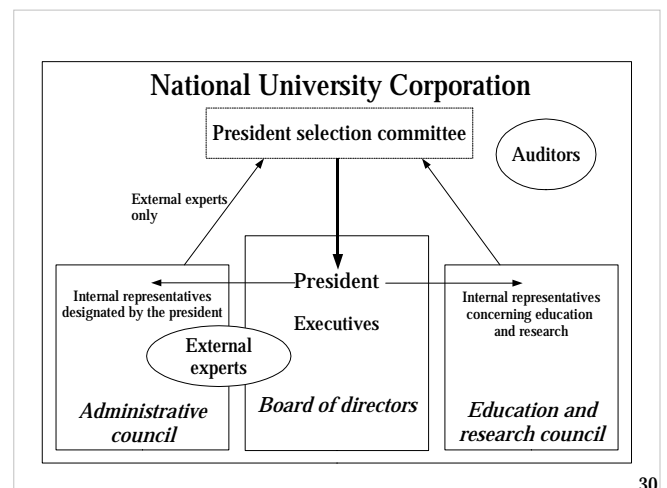 National University Corporation
President selection committee
Auditors
External experts
only
President
Internal representatives
designated by the president
Internal representatives
concerning education
and research
Executives
External
experts
Administrative
council
Board of directors
Education and
research council
30